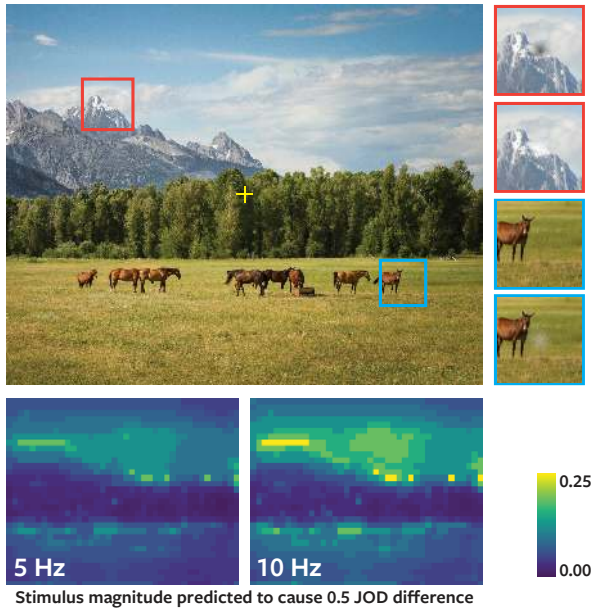 5 Hz
10 Hz
0.25
0.00
Stimulus magnitude predicted to cause 0.5 JOD difference